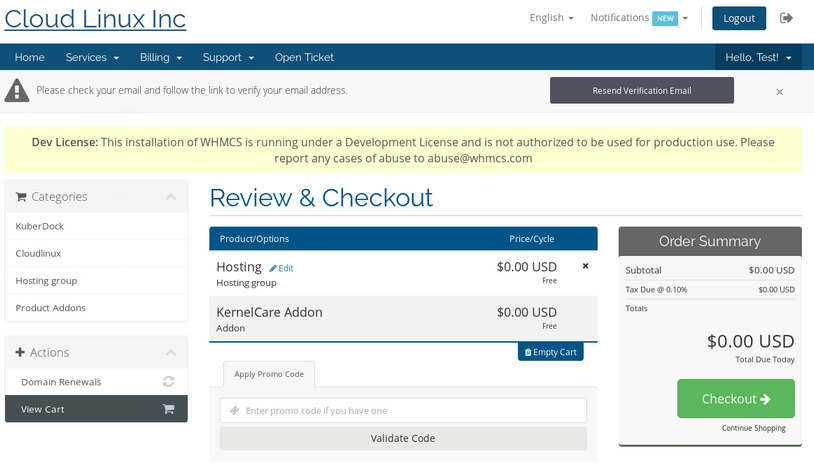 Cloud Linux Inc
English
Notifications NEW
Logout
Home Services Billing Support Open Ticket Hello, Test!
Please check your email and follow the link to verify your email address.
Resend Verification Email
×
Dev License: This installation of WHMCS is running under a Development License and is not authorized to be used for production use. Please
report any cases of abuse to abuse@whmcs.com
Categories
KuberDock
Cloudlinux
Hosting group
Product Addons
Actions
Domain Renewals
View Cart
Review & Checkout
Product/Options Price/Cycle
Hosting Edit $0.00 USD
Hosting group Free
KernelCare Addon $0.00 USD
Addon Free
Empty Cart
Apply Promo Code
Enter promo code if you have one
Validate Code
Order Summary
Subtotal $0.00 USD
Tax Due @ 0.10% $0.00 USD
Totals
$0.00 USD
Total Due Today
Checkout
Continue Shopping